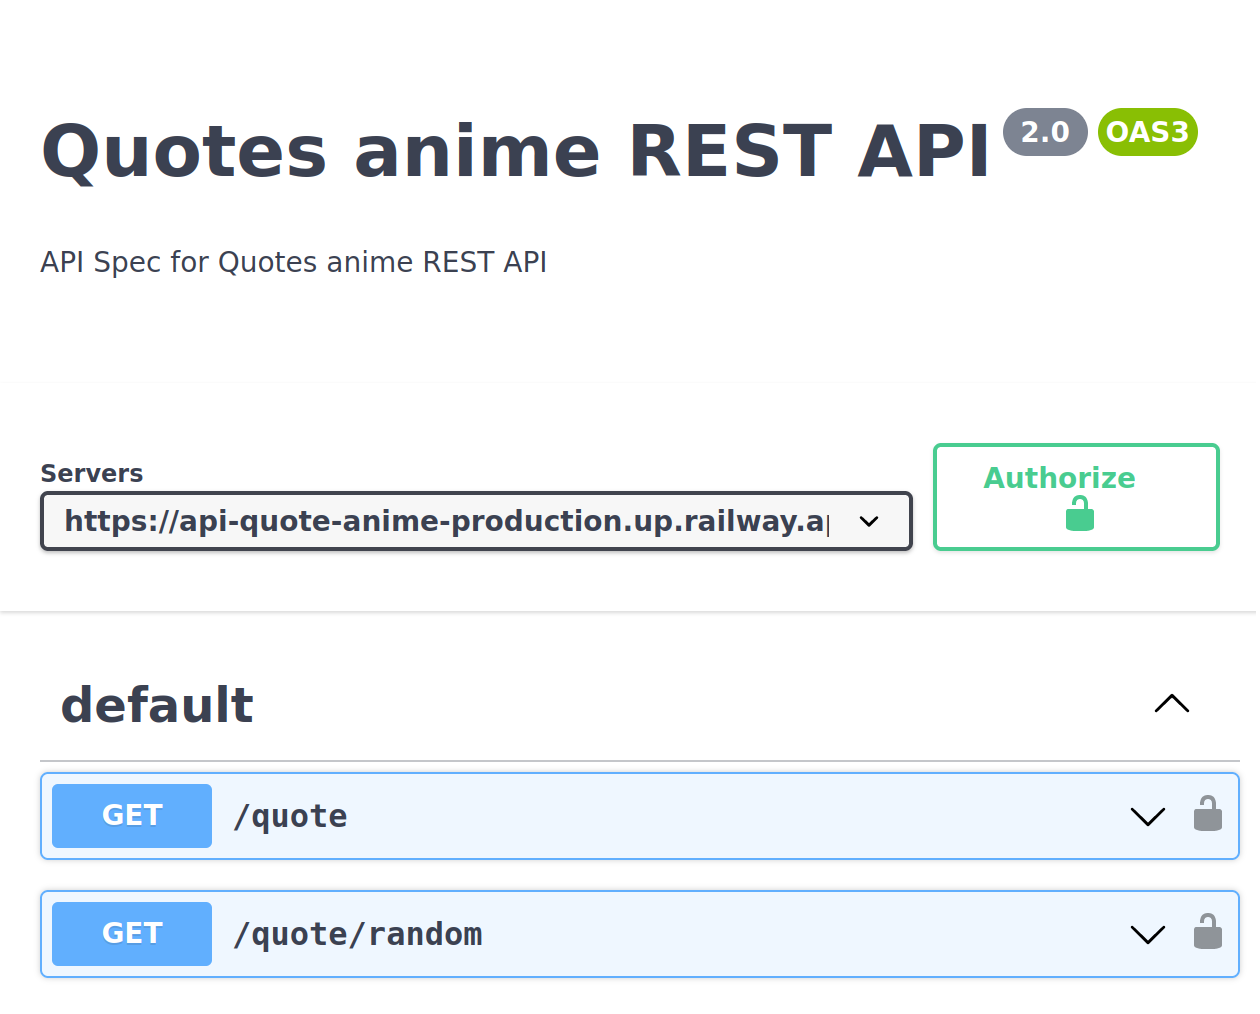 Quotes anime REST API 2.0 OAS3
API Spec for Quotes anime REST API
Servers
https://api-quote-anime-production.up.railway.a
Authorize
default
GET /quote
GET /quote/random